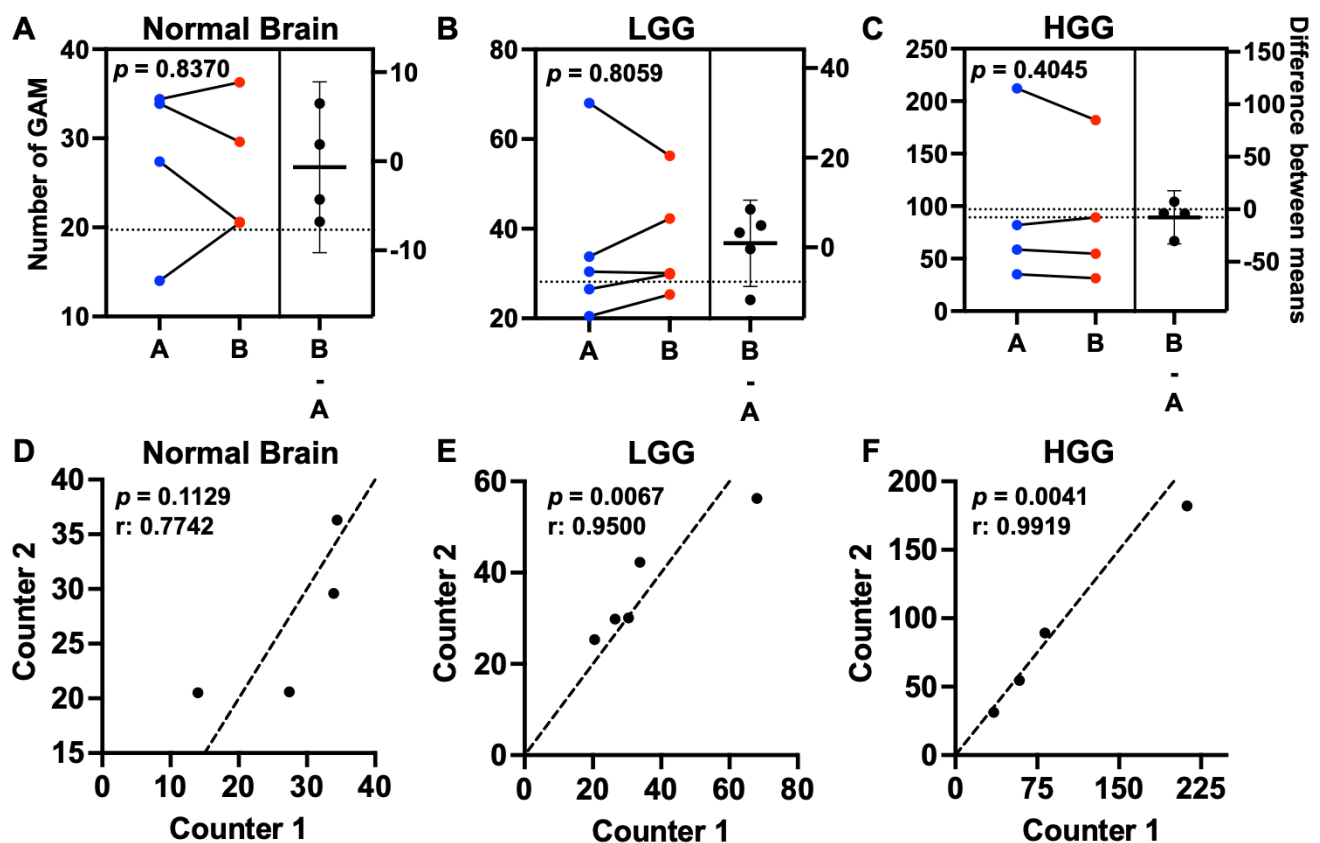 A Normal Brain
p = 0.8370
Number of GAM
40
30
20
10
10
0
-10
A B B
-
A
B LGG
p = 0.8059
80
60
40
20
40
20
0
A B B
-
A
C HGG
p = 0.4045
250
200
150
100
50
0
150
100
50
0
-50
Difference between means
A B B
-
A
D Normal Brain
p = 0.1129
r: 0.7742
Counter 2
40
35
30
25
20
15
0 10 20 30 40
Counter 1
E LGG
p = 0.0067
r: 0.9500
Counter 2
60
40
20
0
0 20 40 60 80
Counter 1
F HGG
p = 0.0041
r: 0.9919
Counter 2
200
150
100
50
0
0 75 150 225
Counter 1